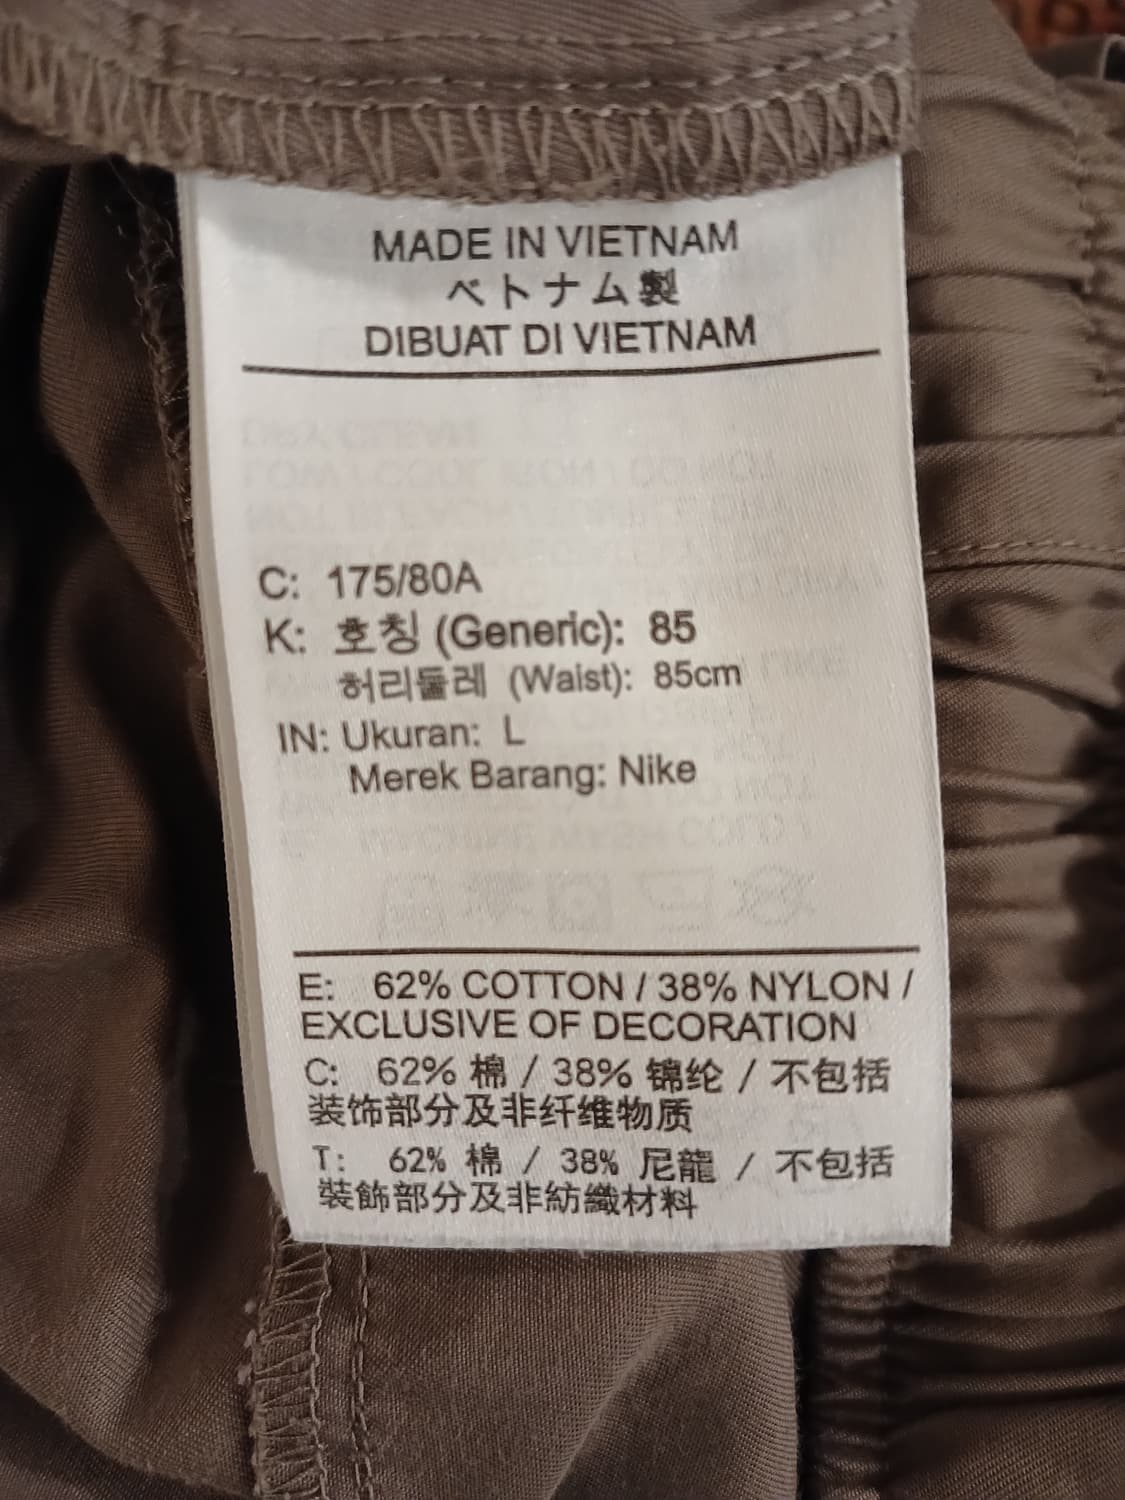 MADE IN VIETNAM
ベトナム製
DIBUAT DI VIETNAM
C: 175/80A
K: 호칭 (Generic): 85
허리둘레 (Waist): 85cm
IN: Ukuran: L
Merek Barang: Nike
E: 62% COTTON / 38% NYLON /
EXCLUSIVE OF DECORATION
C: 62% 棉 / 38% 锦纶 / 不包括
装饰部分及非纤维物质
T: 62% 棉 / 38% 尼龍 / 不包括
裝飾部分及非紡織材料